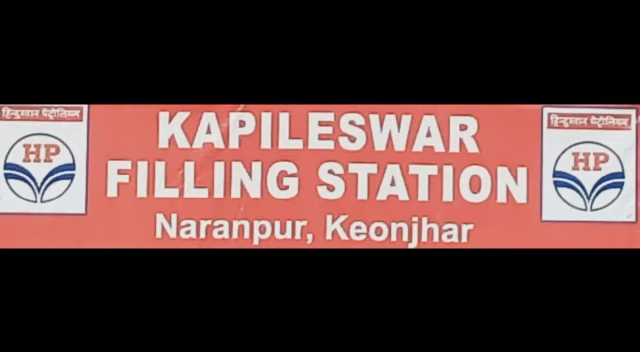 हिन्दुस्तान पेट्रोलियम
HP
KAPILESWAR
FILLING STATION
Naranpur, Keonjhar
हिन्दुस्तान पेट्रोलियम
HP